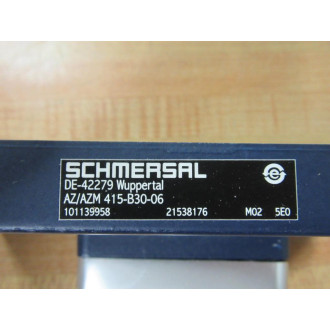 SCHMERSAL
DE-42279 Wuppertal
AZ/AZM 415-B30-06
101139958 21538176 M02 5E0